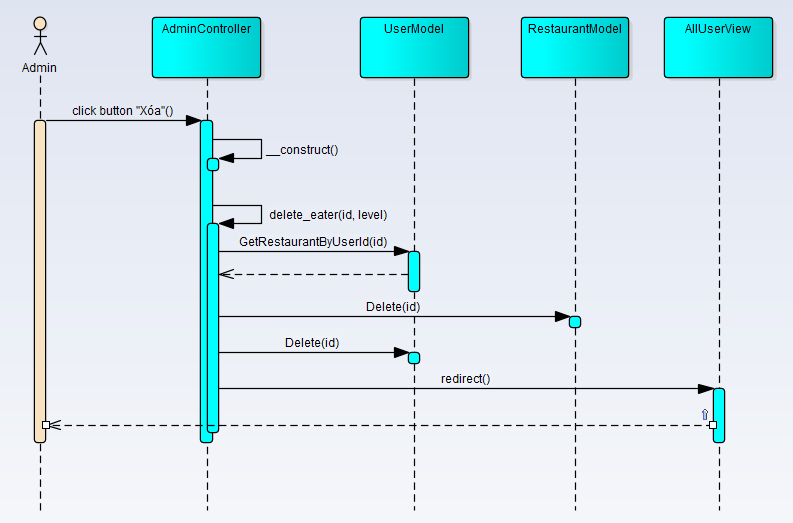 AdminController
UserModel
RestaurantModel
AllUserView
Admin
click button "Xóa"()
__construct()
delete_eater(id, level)
GetRestaurantByUserId(id)
Delete(id)
Delete(id)
redirect()